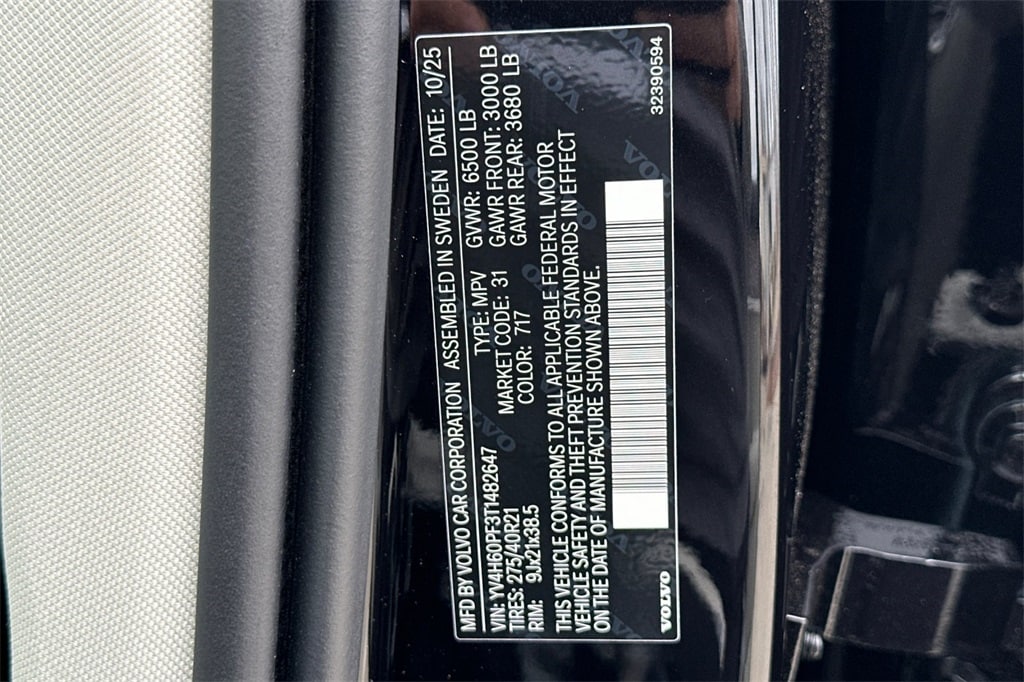 MFD BY VOLVO CAR CORPORATION ASSEMBLED IN SWEDEN DATE: 10/25
VIN: YV4H60PF3T1482647 TYPE: MPV GVWR: 6500 LB
TIRES: 275/40R21 MARKET CODE: 31 GAWR FRONT: 3000 LB
RIM: 9Jx21x38.5 COLOR: 717 GAWR REAR: 3680 LB
THIS VEHICLE CONFORMS TO ALL APPLICABLE FEDERAL MOTOR
VEHICLE SAFETY AND THEFT PREVENTION STANDARDS IN EFFECT
ON THE DATE OF MANUFACTURE SHOWN ABOVE.
VOLVO 32390594